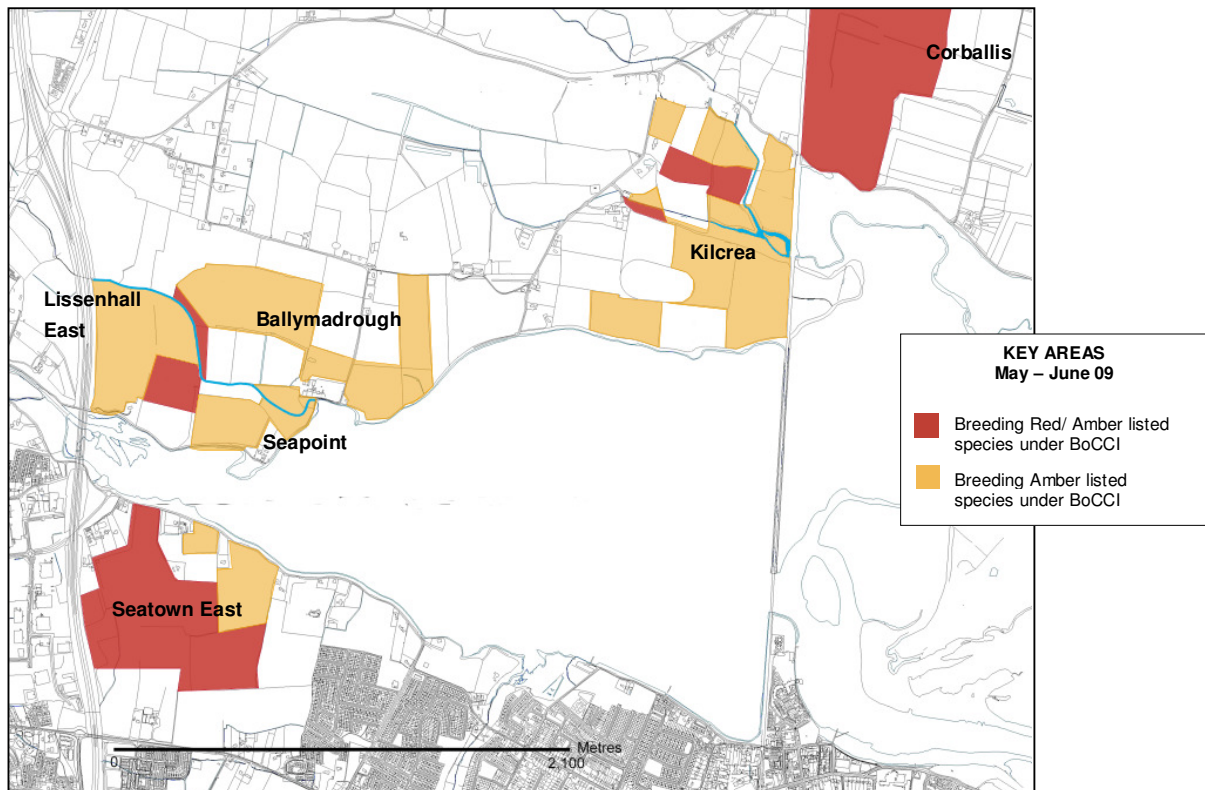 Corballis
Kilcrea
Lissenhall
East
Ballymadrough
Seapoint
KEY AREAS
May – June 09
Breeding Red/ Amber listed
species under BoCCI
Breeding Amber listed
species under BoCCI
Seatown East
Metres
0
2,100